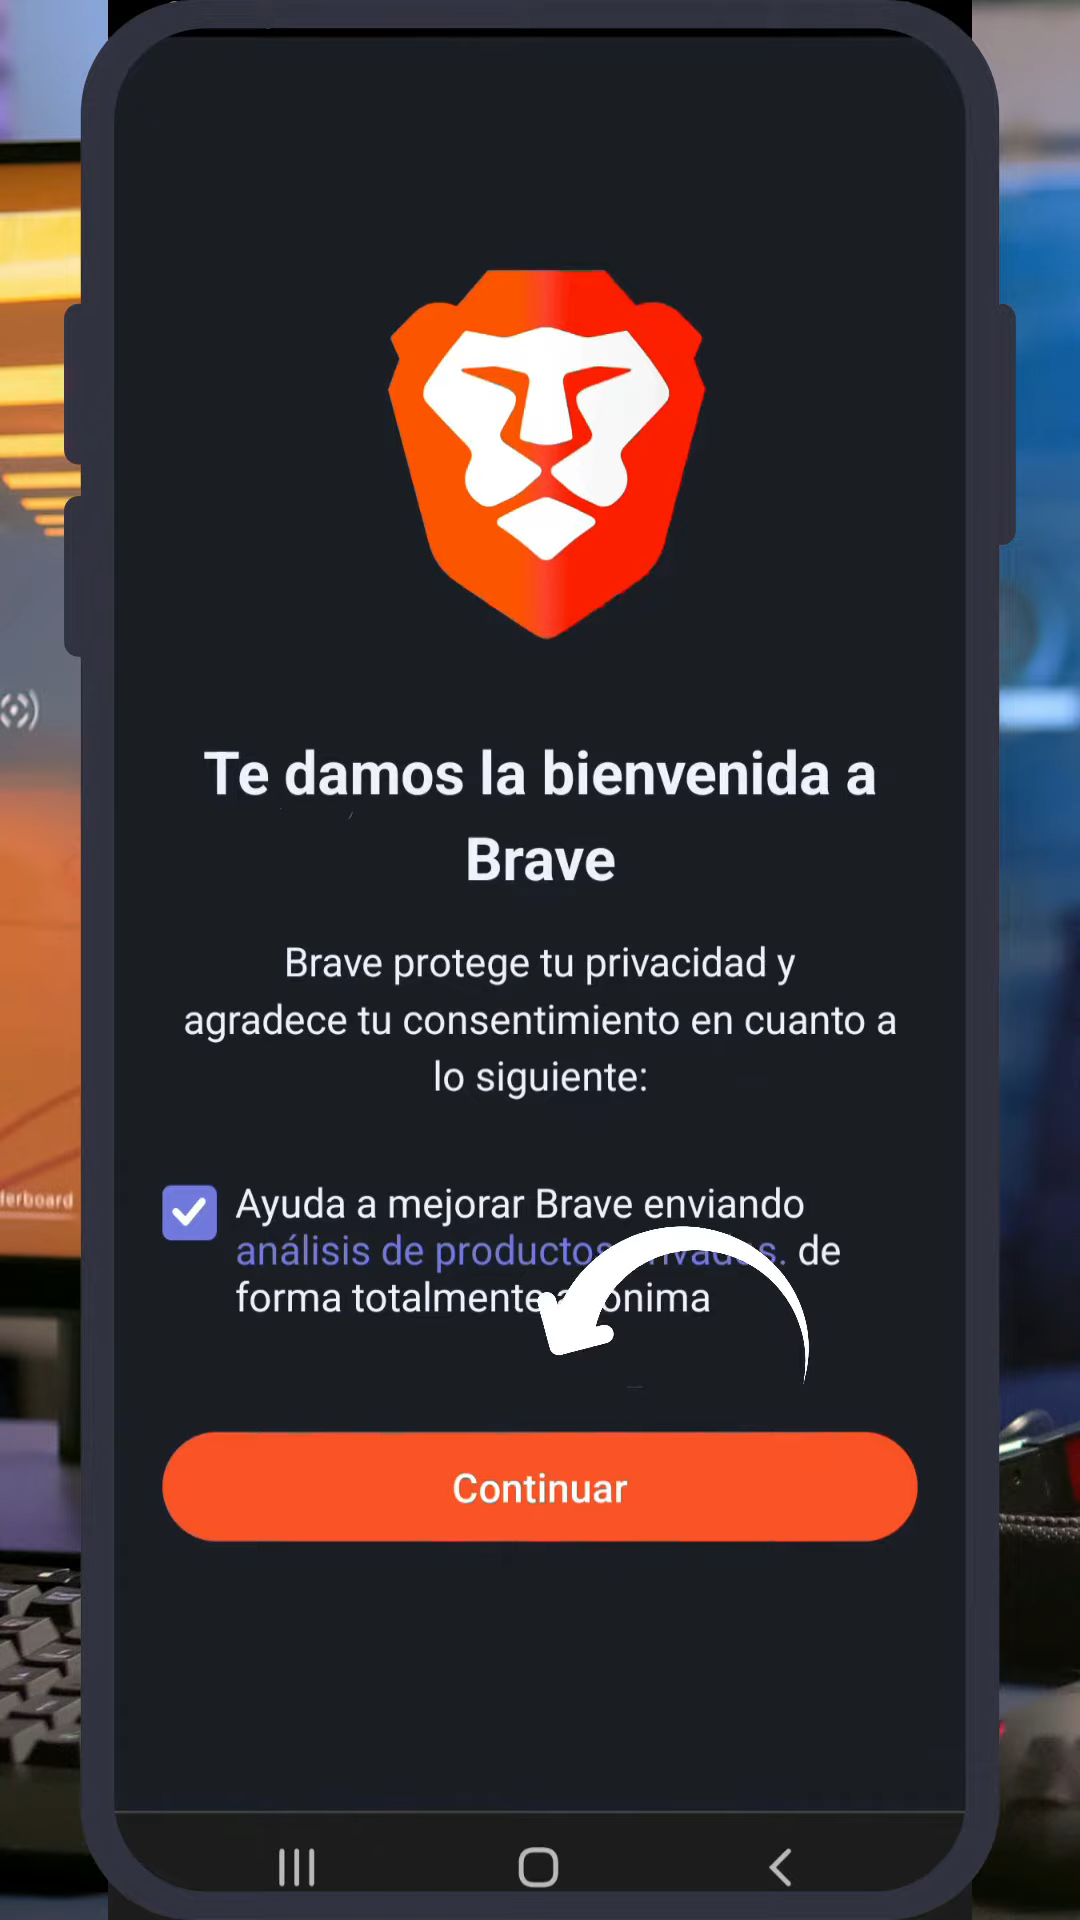 Te damos la bienvenida a
Brave
Brave protege tu privacidad y
agradece tu consentimiento en cuanto a
lo siguiente:
Ayuda a mejorar Brave enviando
análisis de productos de
forma totalmente
Continuar